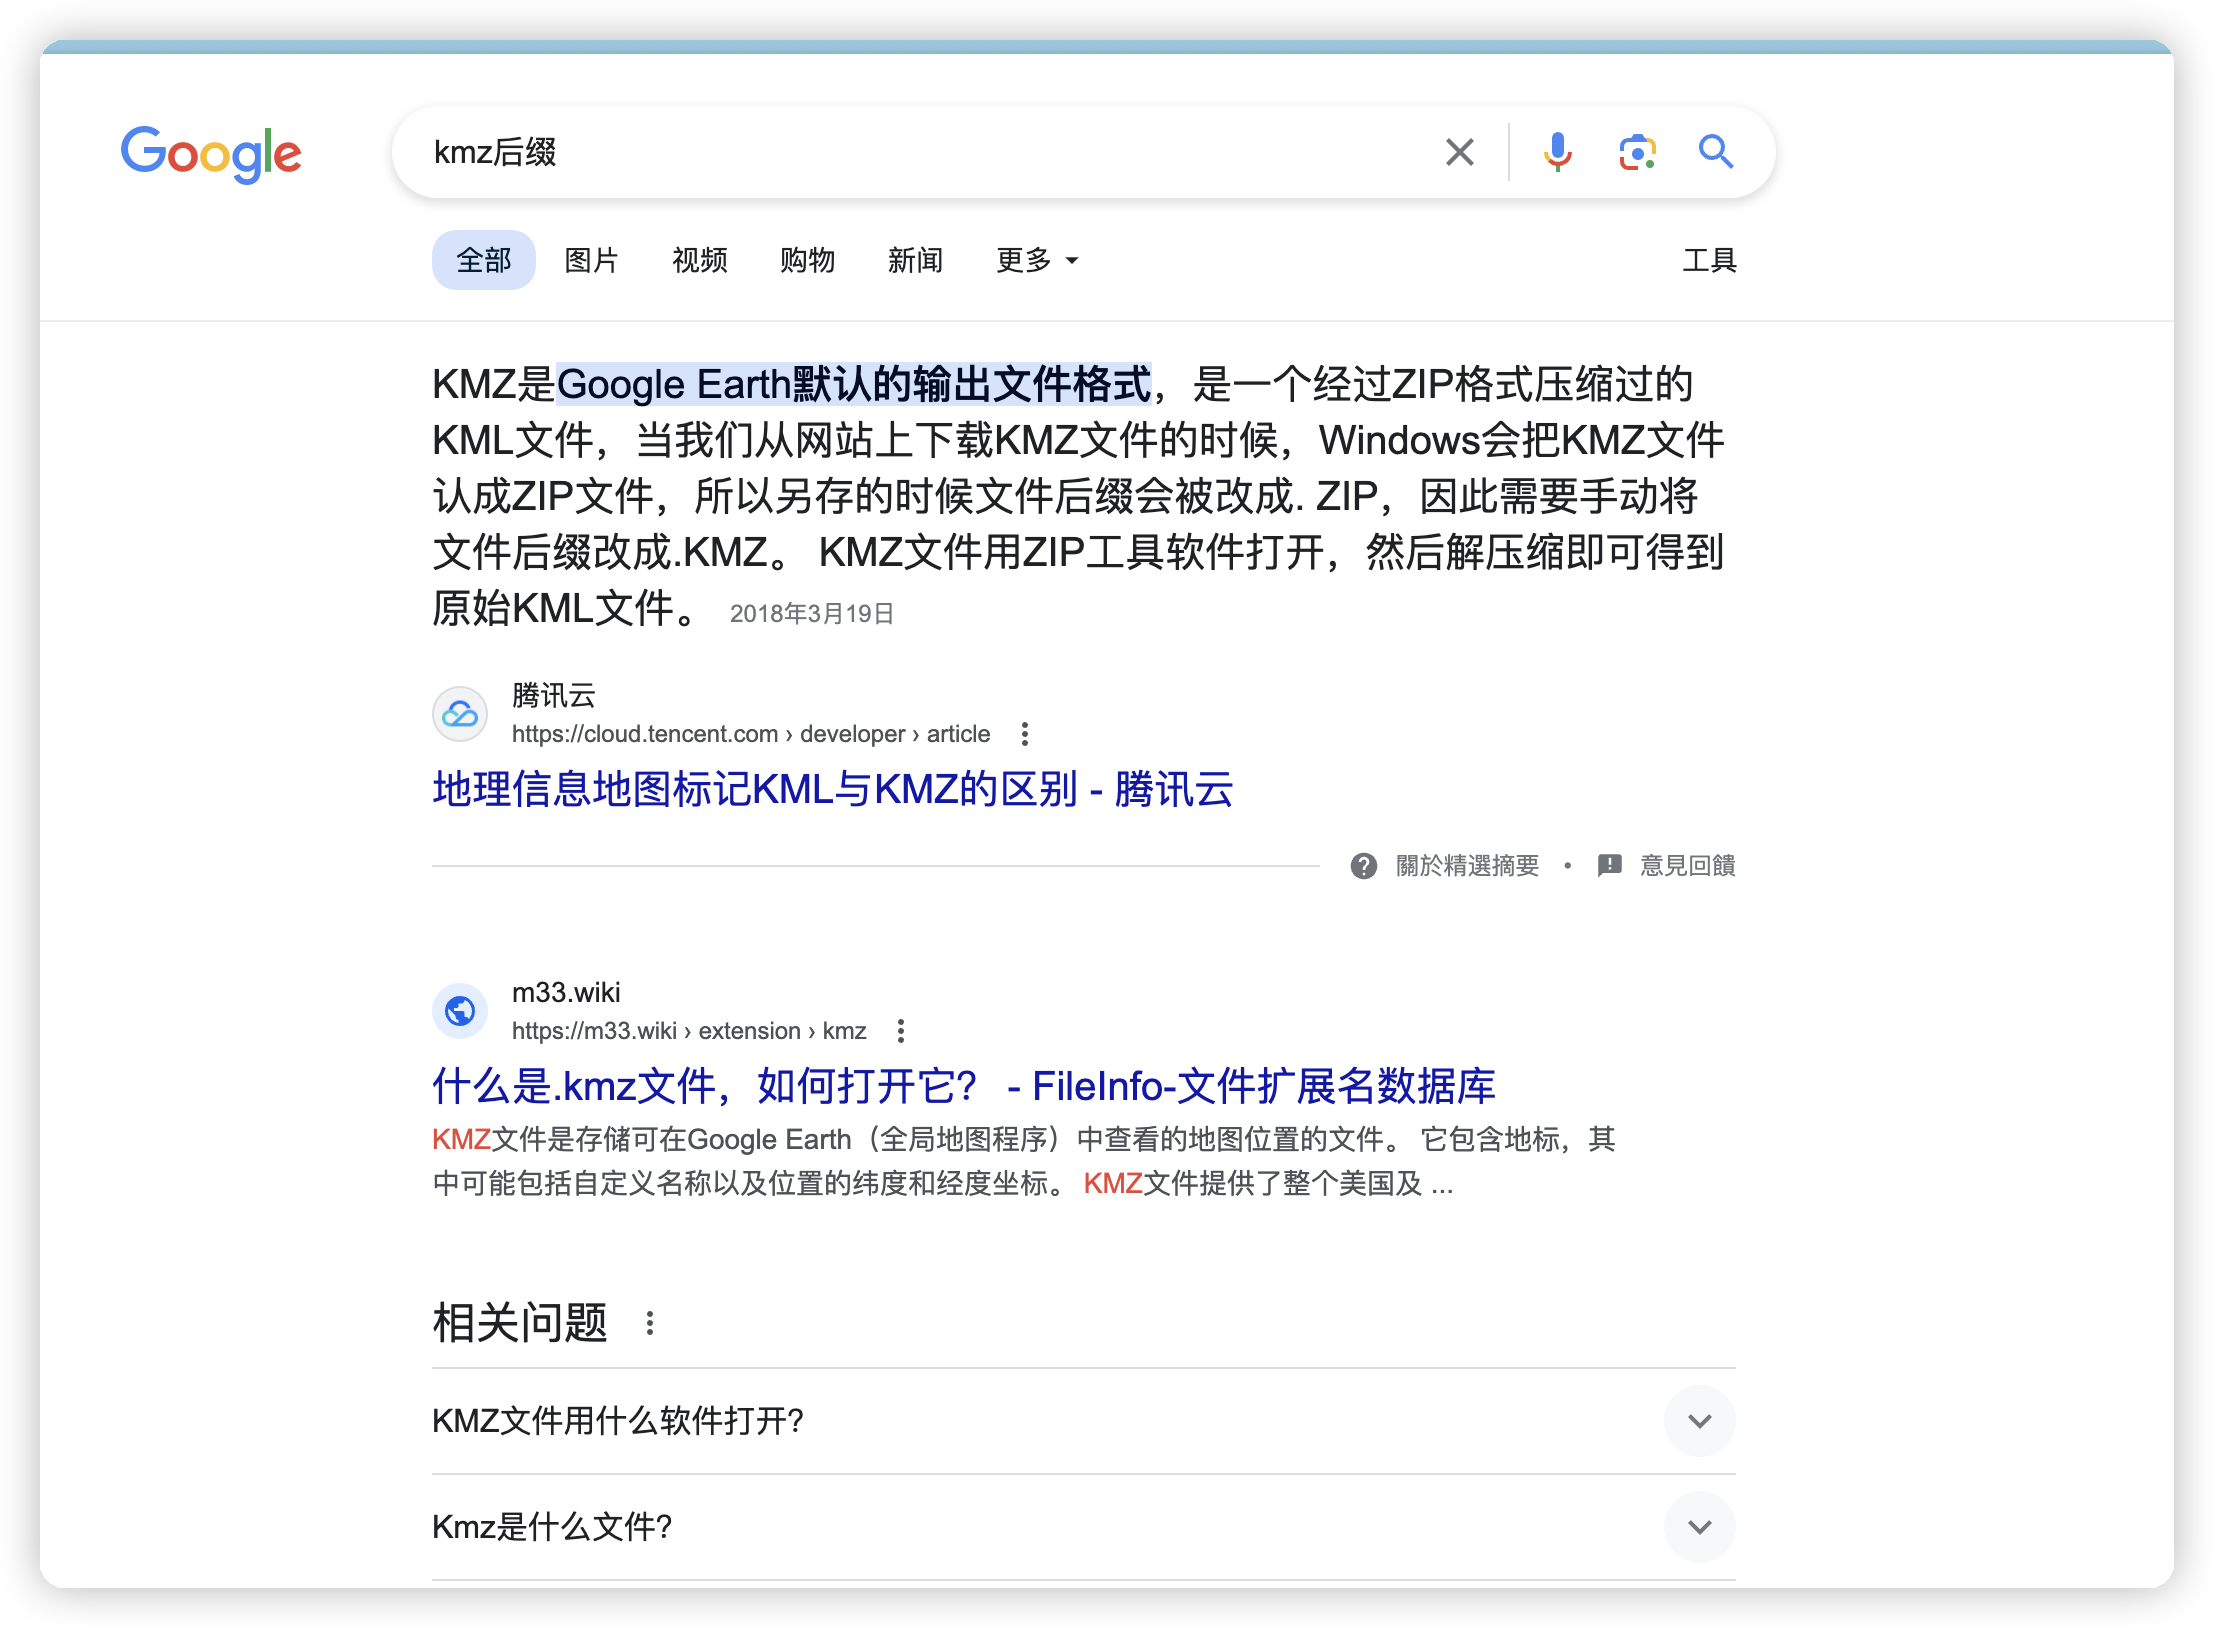 Google
kmz后缀
全部 图片 视频 购物 新闻 更多 工具
KMZ是Google Earth默认的输出文件格式，是一个经过ZIP格式压缩过的
KML文件，当我们从网站上下载KMZ文件的时候，Windows会把KMZ文件
认成ZIP文件，所以另存的时候文件后缀会被改成. ZIP，因此需要手动将
文件后缀改成.KMZ。 KMZ文件用ZIP工具软件打开，然后解压缩即可得到
原始KML文件。 2018年3月19日
腾讯云
https://cloud.tencent.com › developer › article
地理信息地图标记KML与KMZ的区别 - 腾讯云
關於精選摘要 • 意見回饋
m33.wiki
https://m33.wiki › extension › kmz
什么是.kmz文件，如何打开它？ - FileInfo-文件扩展名数据库
KMZ文件是存储可在Google Earth（全局地图程序）中查看的地图位置的文件。 它包含地标，其
中可能包括自定义名称以及位置的纬度和经度坐标。 KMZ文件提供了整个美国及 ...
相关问题
KMZ文件用什么软件打开?
Kmz是什么文件?